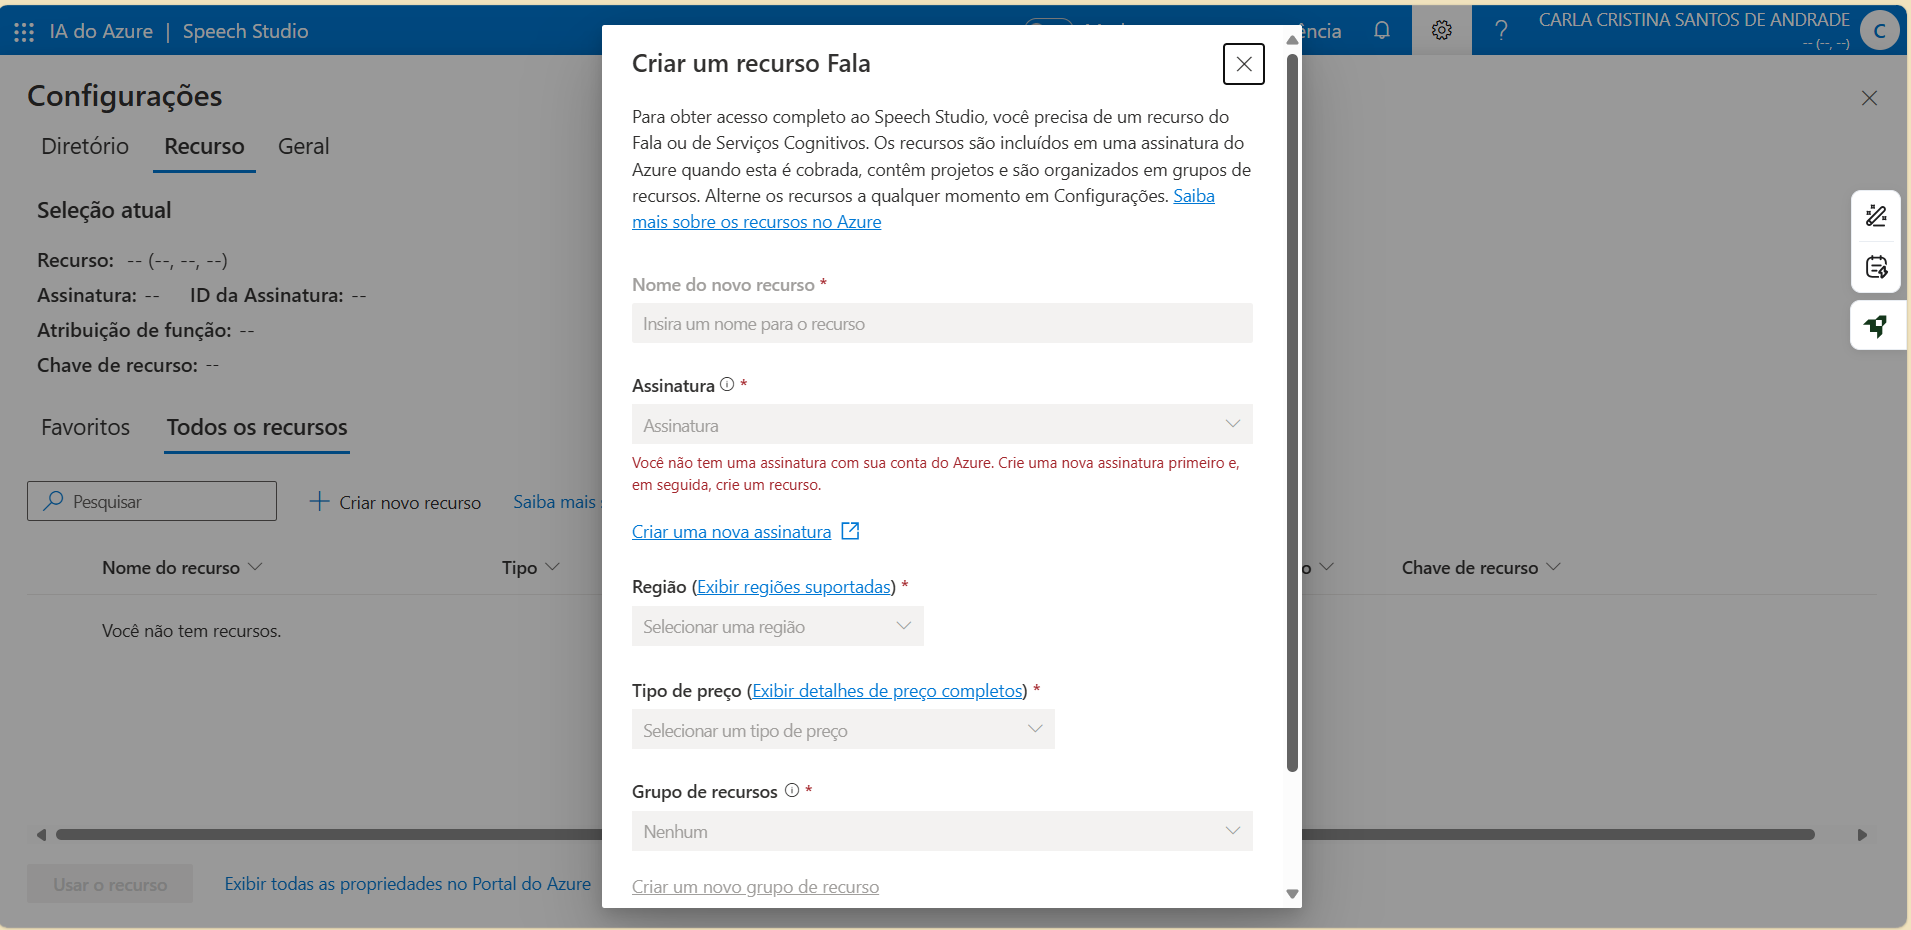 IA do Azure | Speech Studio
ência
?
CARLA CRISTINA SANTOS DE ANDRADE
-- (--, --)
C
Configurações
Diretório Recurso Geral
Seleção atual
Recurso: -- (--, --, --)
Assinatura: -- ID da Assinatura: --
Atribuição de função: --
Chave de recurso: --
Favoritos Todos os recursos
Pesquisar
Criar novo recurso
Saiba mais
Nome do recurso
Tipo
o
Chave de recurso
Você não tem recursos.
Usar o recurso
Exibir todas as propriedades no Portal do Azure
Criar um recurso Fala
Para obter acesso completo ao Speech Studio, você precisa de um recurso do
Fala ou de Serviços Cognitivos. Os recursos são incluídos em uma assinatura do
Azure quando esta é cobrada, contêm projetos e são organizados em grupos de
recursos. Alterne os recursos a qualquer momento em Configurações. Saiba
mais sobre os recursos no Azure
Nome do novo recurso *
Insira um nome para o recurso
Assinatura *
Assinatura
Você não tem uma assinatura com sua conta do Azure. Crie uma nova assinatura primeiro e,
em seguida, crie um recurso.
Criar uma nova assinatura
Região (Exibir regiões suportadas) *
Selecionar uma região
Tipo de preço (Exibir detalhes de preço completos) *
Selecionar um tipo de preço
Grupo de recursos *
Nenhum
Criar um novo grupo de recurso